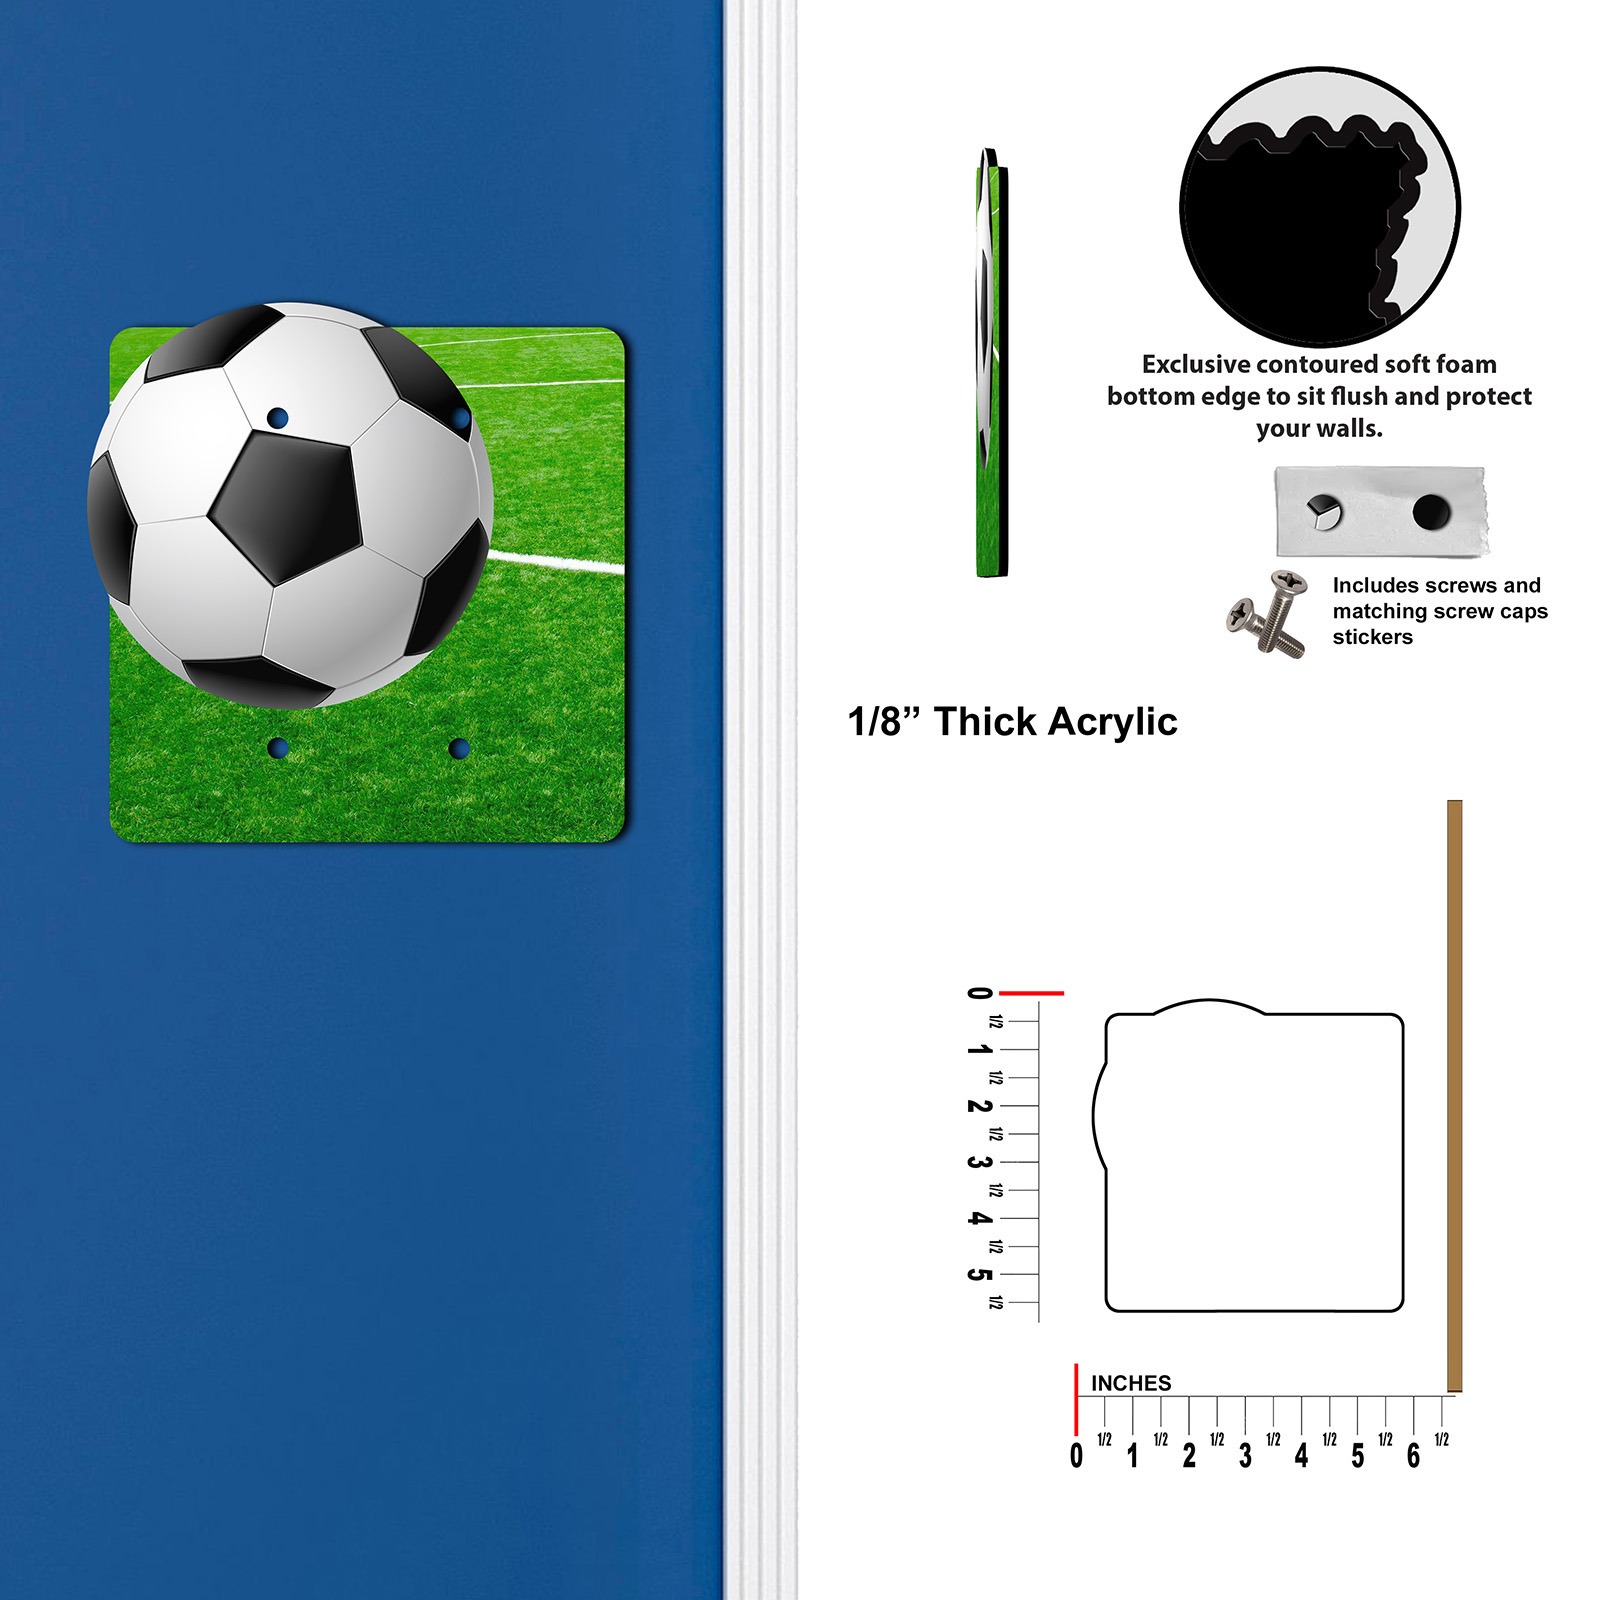 Exclusive contoured soft foam
bottom edge to sit flush and protect
your walls.
Includes screws and
matching screw caps
stickers
1/8” Thick Acrylic
0
1/2
1
1/2
2
1/2
3
1/2
4
1/2
5
1/2
INCHES
0 1/2 1 1/2 2 1/2 3 1/2 4 1/2 5 1/2 6 1/2